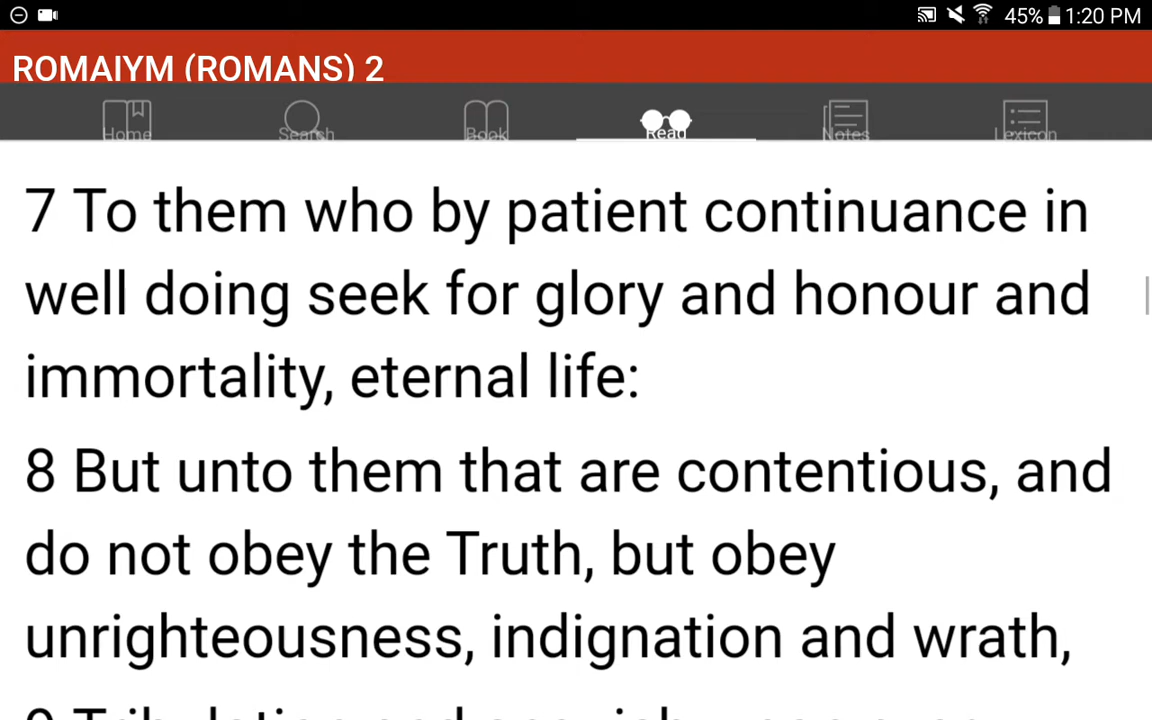 45% 1:20 PM
ROMAIYM (ROMANS) 2
Home Search Book Read Notes Lexicon
7 To them who by patient continuance in
well doing seek for glory and honour and
immortality, eternal life:
8 But unto them that are contentious, and
do not obey the Truth, but obey
unrighteousness, indignation and wrath,